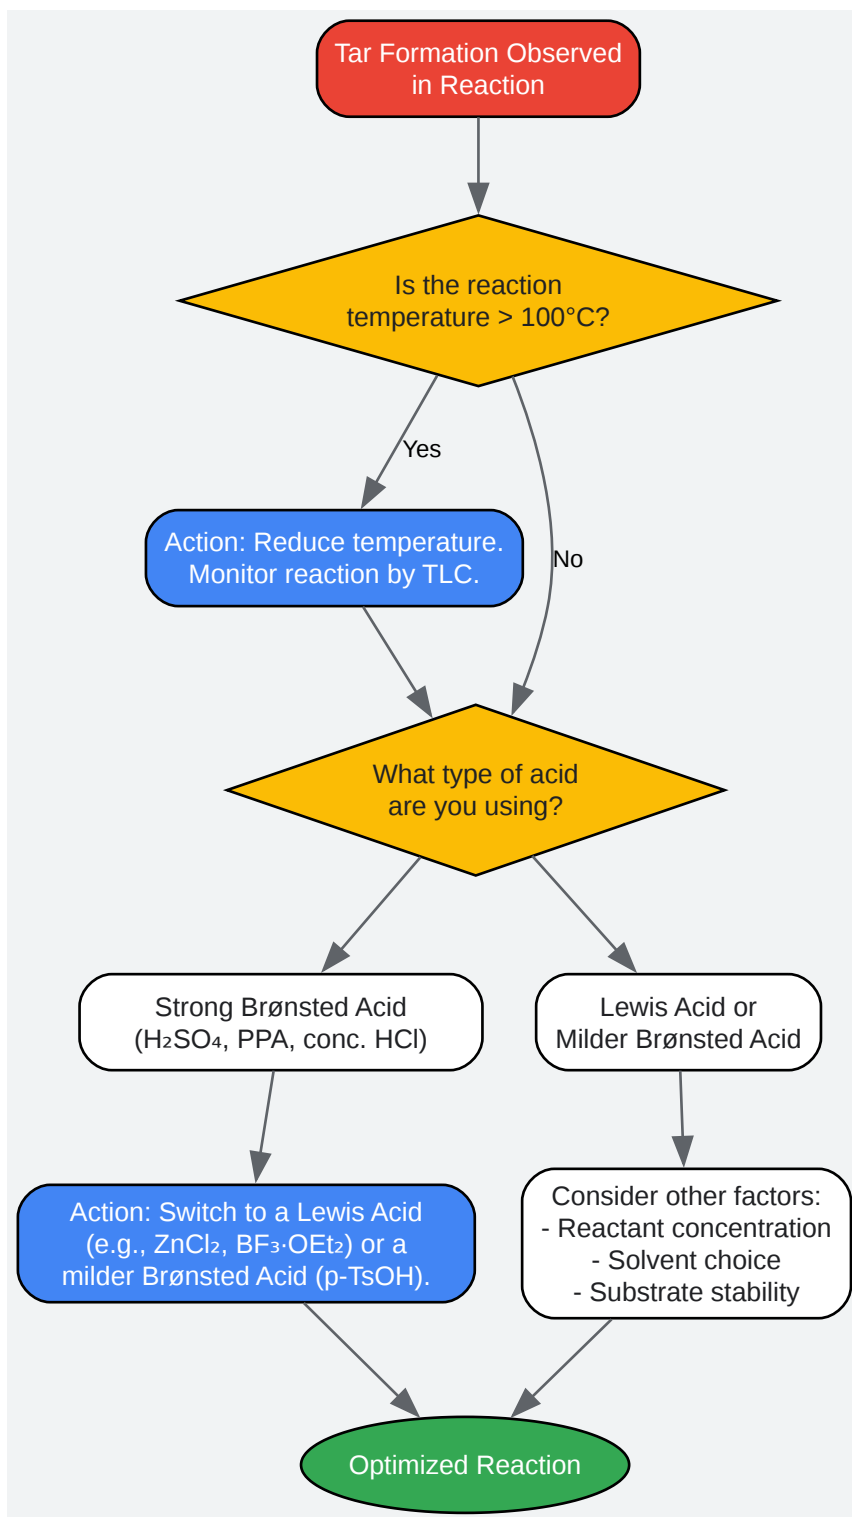 Tar Formation Observed
in Reaction
Is the reaction
temperature > 100°C?
Yes
Action: Reduce temperature.
Monitor reaction by TLC.
No
What type of acid
are you using?
Strong Brønsted Acid
(H₂SO₄, PPA, conc. HCl)
Lewis Acid or
Milder Brønsted Acid
Action: Switch to a Lewis Acid
(e.g., ZnCl₂, BF₃·OEt₂) or a
milder Brønsted Acid (p-TsOH).
Consider other factors:
- Reactant concentration
- Solvent choice
- Substrate stability
Optimized Reaction